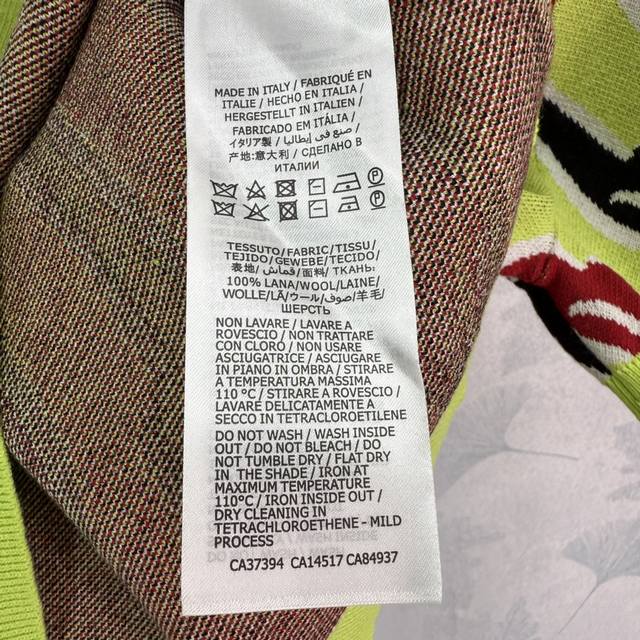 MADE IN ITALY / FABRIQUÉ EN
ITALIE / HECHO EN ITALIA /
HERGESTELLT IN ITALIEN /
FABRICADO EM ITÁLIA /
イタリア製 / صنع في إيطاليا /
产地:意大利 / СДЕЛАНО В
ИТАЛИИ
TESSUTO/FABRIC/TISSU/
TEJIDO/GEWEBE/TECIDO/
表地/قماش/面料/ ТКАНЬ:
100% LANA/WOOL/LAINE/
WOLLE/LÃ/ウール/صوف/羊毛/
ШЕРСТЬ
NON LAVARE / LAVARE A
ROVESCIO / NON TRATTARE
CON CLORO / NON USARE
ASCIUGATRICE / ASCIUGARE
IN PIANO IN OMBRA / STIRARE
A TEMPERATURA MASSIMA
110 °C / STIRARE A ROVESCIO /
LAVARE DELICATAMENTE A
SECCO IN TETRACLOROETILENE
DO NOT WASH / WASH INSIDE
OUT / DO NOT BLEACH / DO
NOT TUMBLE DRY / FLAT DRY
IN THE SHADE / IRON AT
MAXIMUM TEMPERATURE
110°C / IRON INSIDE OUT /
DRY CLEANING IN
TETRACHLOROETHENE - MILD
PROCESS
CA37394 CA14517 CA84937